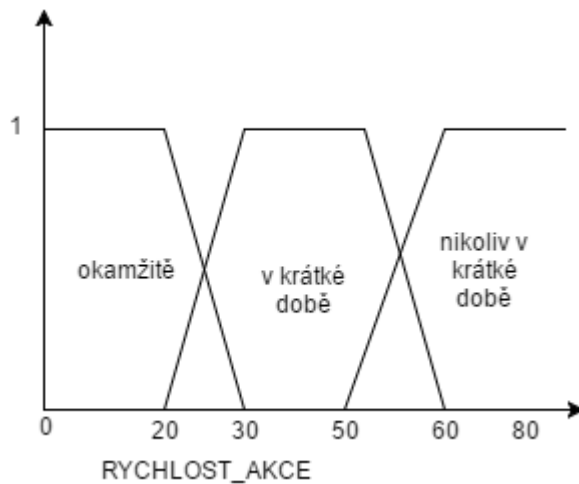 1
okamžitě
v krátké
době
nikoliv v
krátké
době
0 20 30 50 60 80
RYCHLOST_AKCE